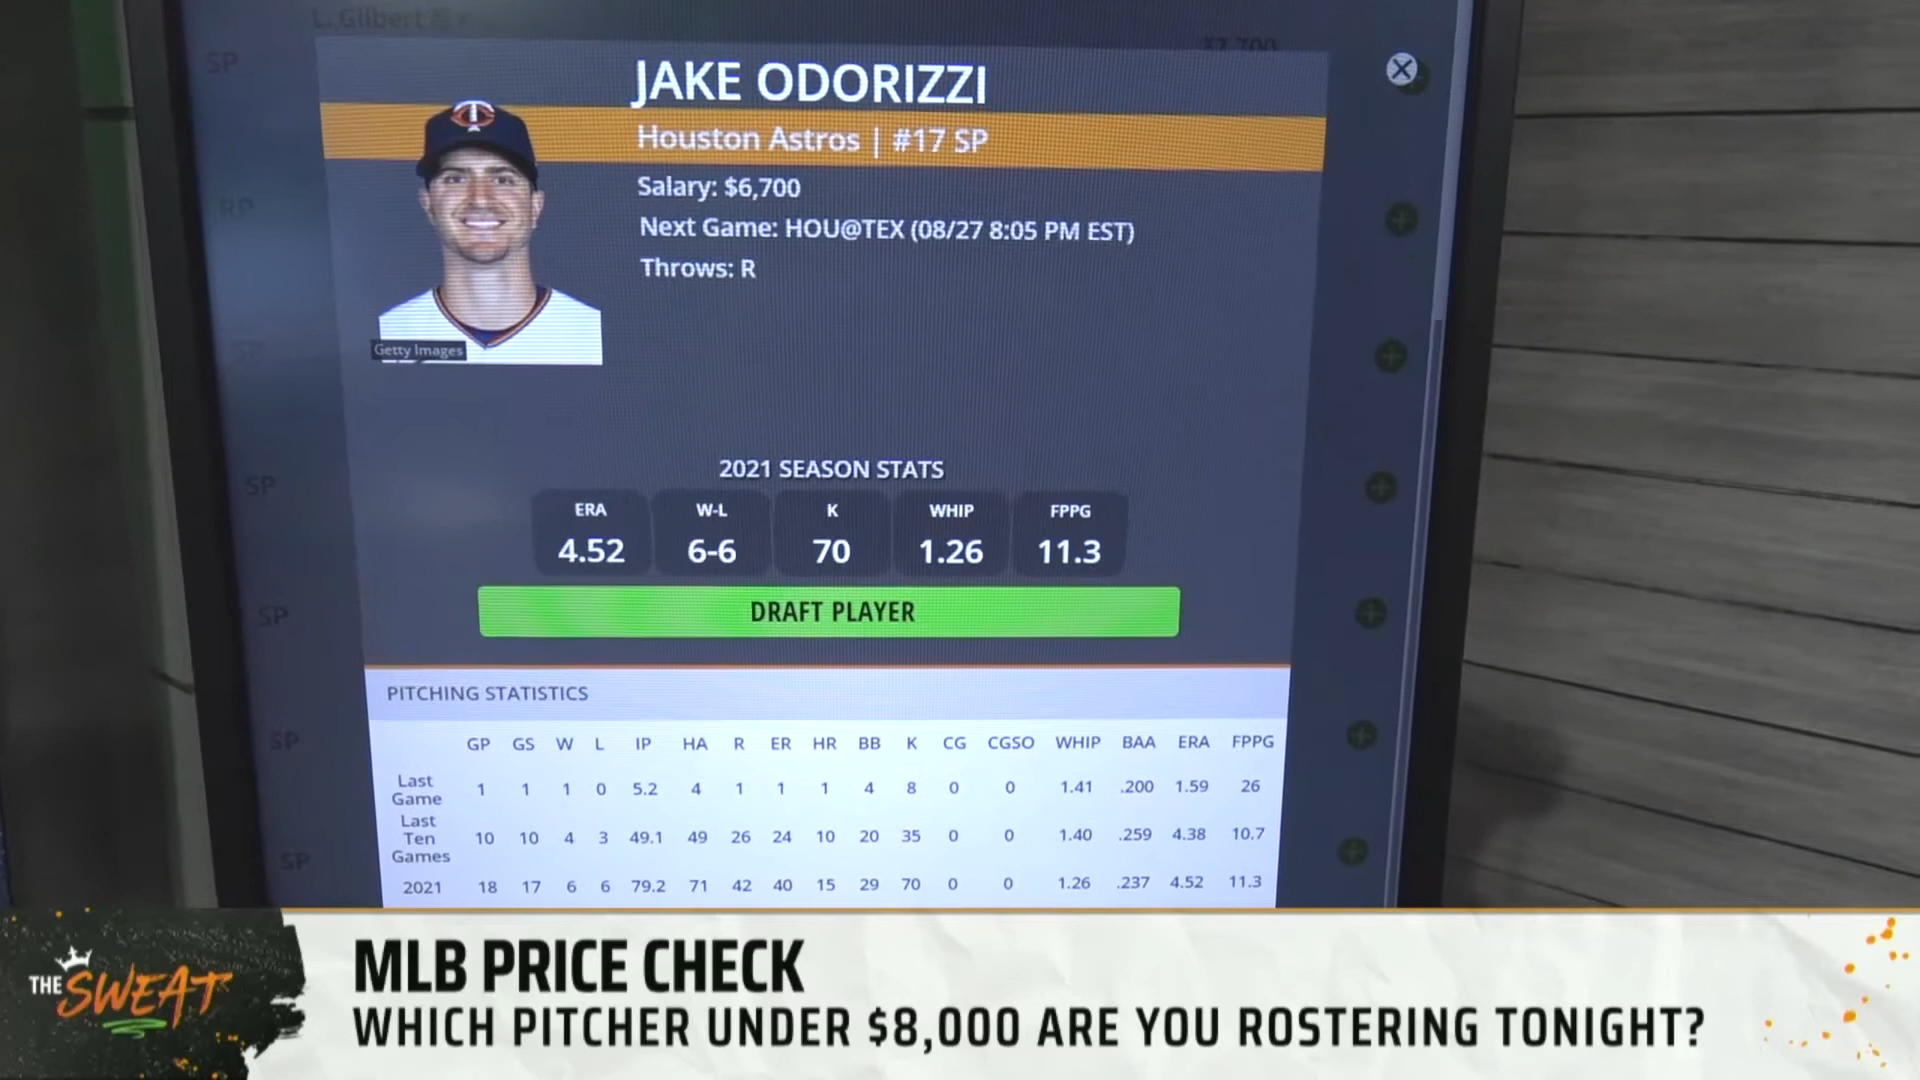 L. Gilbert
$7,700
SP
JAKE ODORIZZI
Houston Astros | #17 SP
Salary: $6,700
Next Game: HOU@TEX (08/27 8:05 PM EST)
Throws: R
RP
Getty Images
SP
2021 SEASON STATS
SP
ERA W-L K WHIP FPPG
4.52 6-6 70 1.26 11.3
DRAFT PLAYER
SP
PITCHING STATISTICS
SP
GP GS W L IP HA R ER HR BB K CG CGSO WHIP BAA ERA FPPG
Last Game 1 1 1 0 5.2 4 1 1 1 4 8 0 0 1.41 .200 1.59 26
Last Ten Games 10 10 4 3 49.1 49 26 24 10 20 35 0 0 1.40 .259 4.38 10.7
SP
2021 18 17 6 6 79.2 71 42 40 15 29 70 0 0 1.26 .237 4.52 11.3
THE SWEAT
MLB PRICE CHECK
WHICH PITCHER UNDER $8,000 ARE YOU ROSTERING TONIGHT?